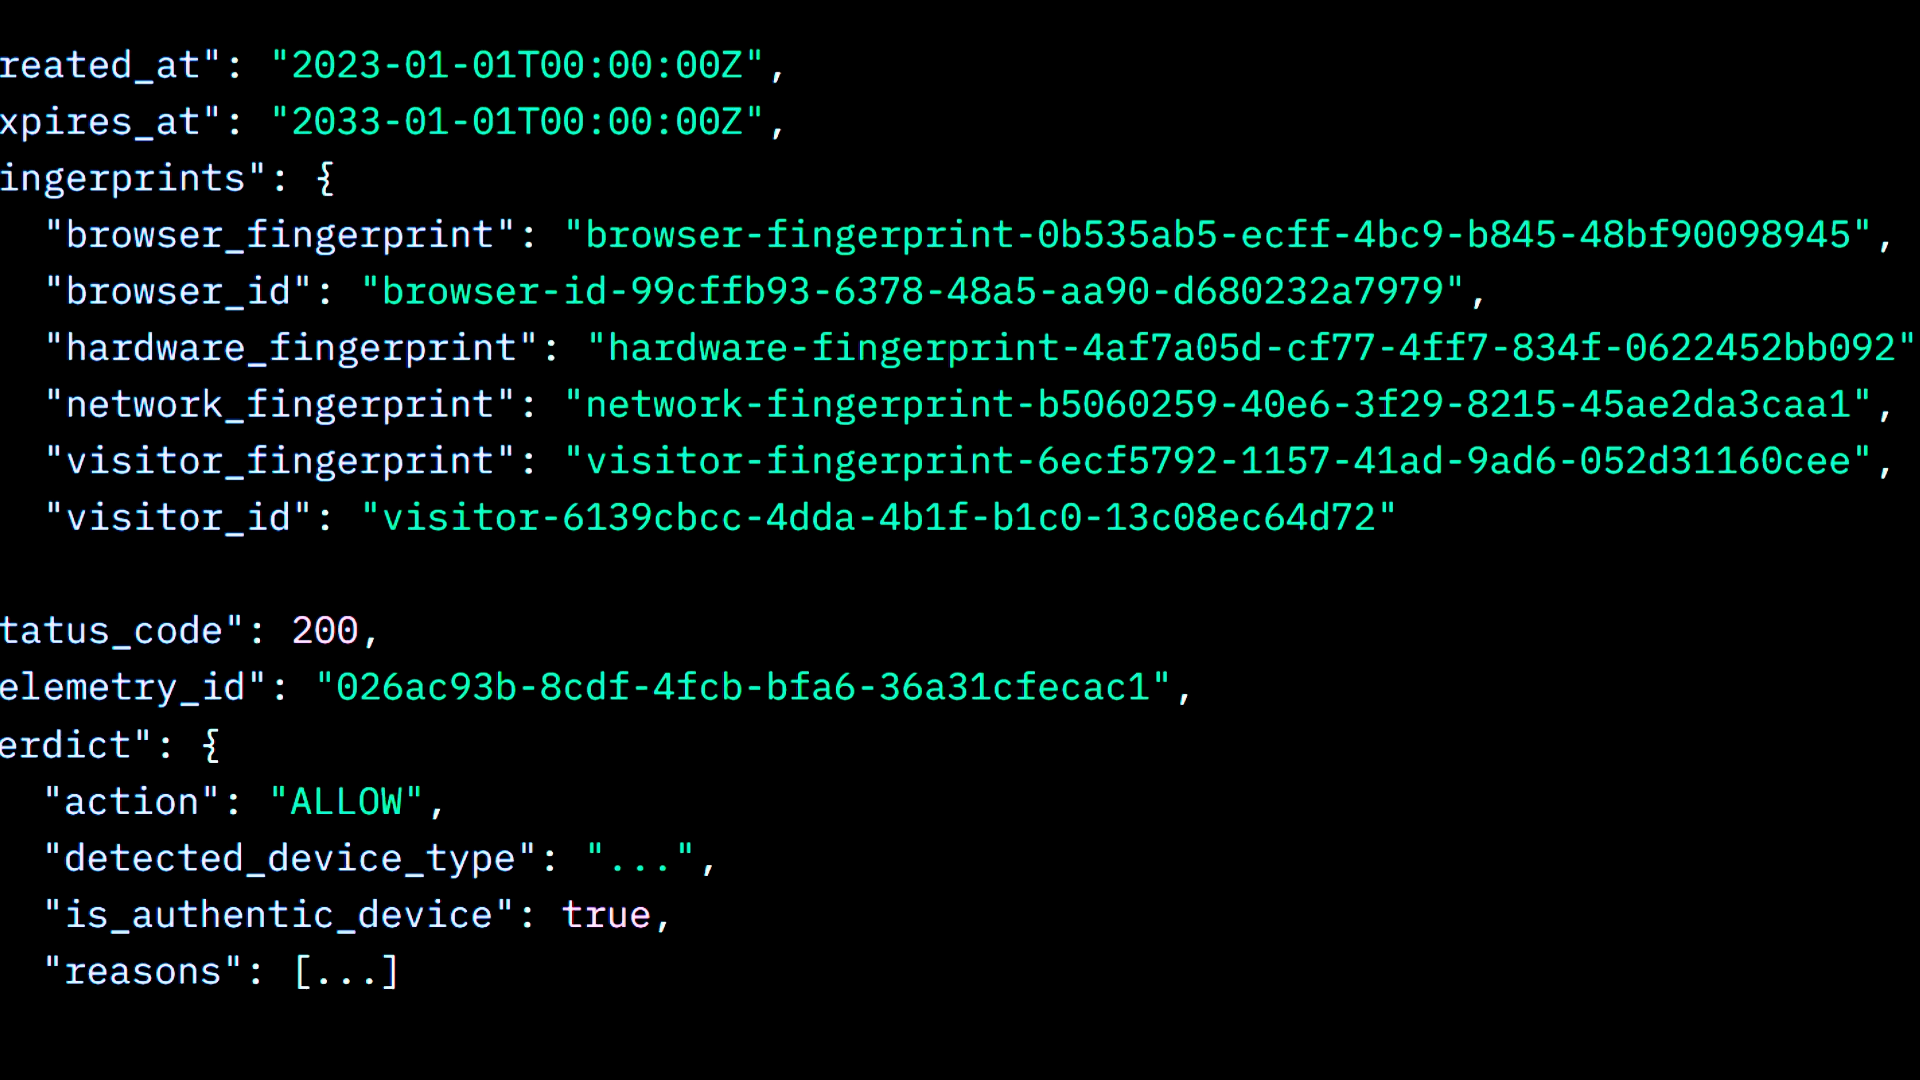 reated_at": "2023-01-01T00:00:00Z",
xpires_at": "2033-01-01T00:00:00Z",
ingerprints": {
"browser_fingerprint": "browser-fingerprint-0b535ab5-ecff-4bc9-b845-48bf90098945",
"browser_id": "browser-id-99cffb93-6378-48a5-aa90-d680232a7979",
"hardware_fingerprint": "hardware-fingerprint-4af7a05d-cf77-4ff7-834f-0622452bb092"
"network_fingerprint": "network-fingerprint-b5060259-40e6-3f29-8215-45ae2da3caa1",
"visitor_fingerprint": "visitor-fingerprint-6ecf5792-1157-41ad-9ad6-052d31160cee",
"visitor_id": "visitor-6139cbcc-4dda-4b1f-b1c0-13c08ec64d72"
tatus_code": 200,
elemetry_id": "026ac93b-8cdf-4fcb-bfa6-36a31cfecac1",
erdict": {
"action": "ALLOW",
"detected_device_type": "...",
"is_authentic_device": true,
"reasons": [...]